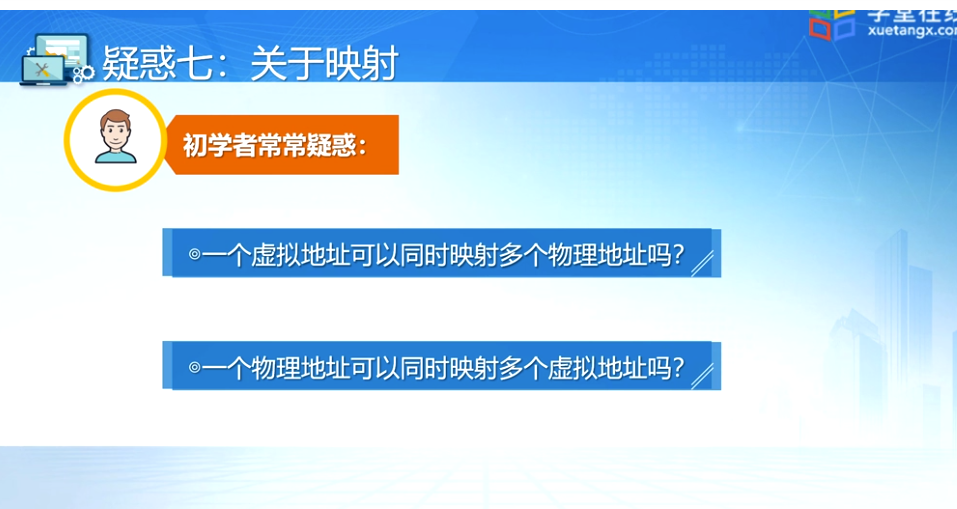 学堂在线
xuetangx.com
疑惑七：关于映射
初学者常常疑惑：
◎一个虚拟地址可以同时映射多个物理地址吗？
◎一个物理地址可以同时映射多个虚拟地址吗？